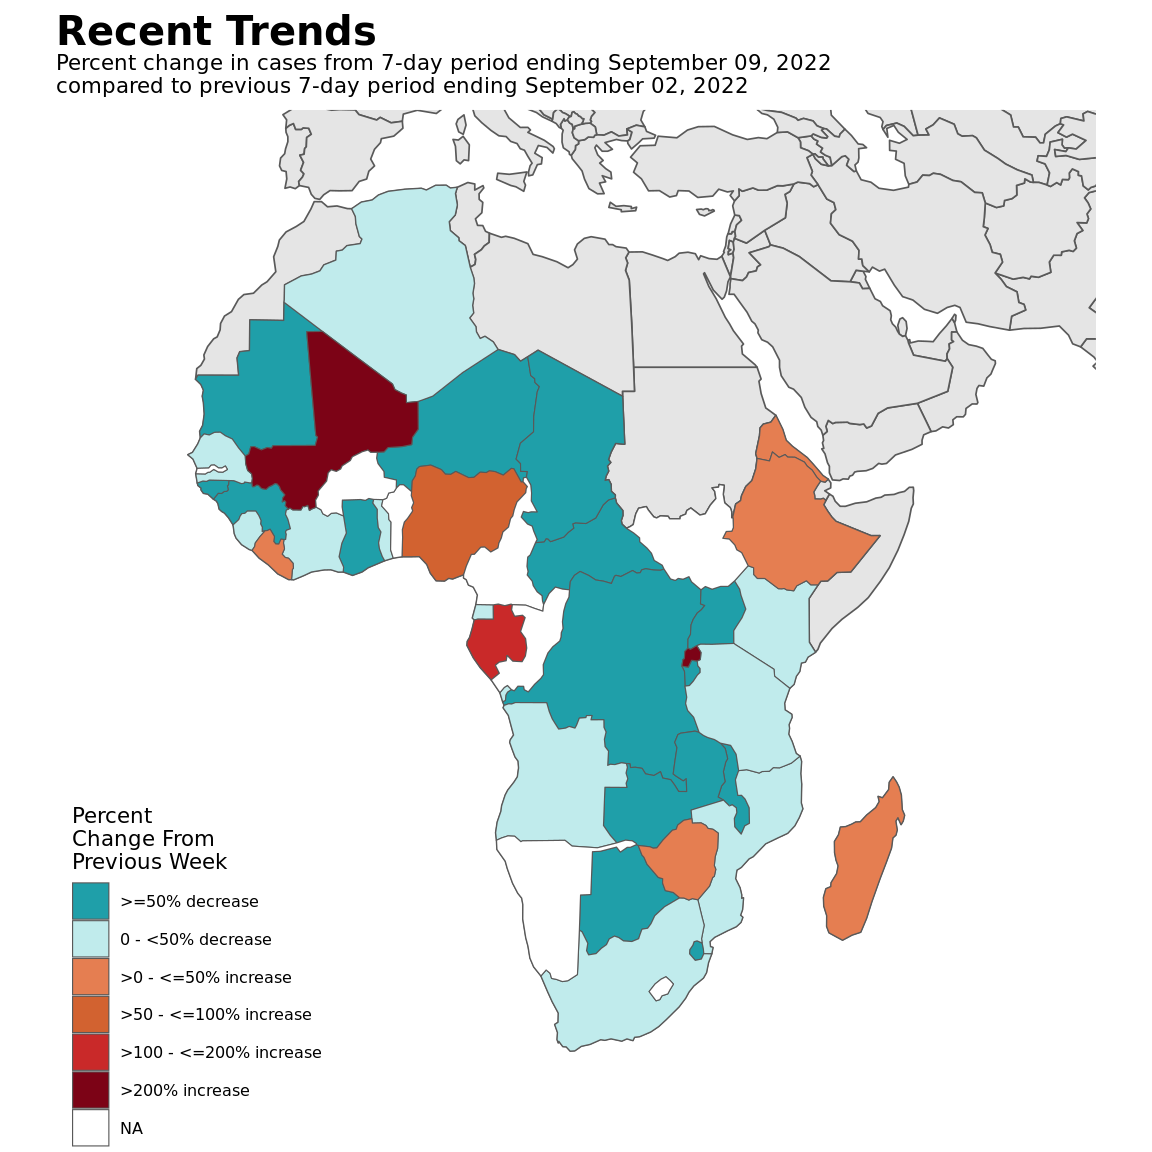 Recent Trends
Percent change in cases from 7-day period ending September 09, 2022
compared to previous 7-day period ending September 02, 2022
Percent
Change From
Previous Week
>=50% decrease
0 - <50% decrease
>0 - <=50% increase
>50 - <=100% increase
>100 - <=200% increase
>200% increase
NA